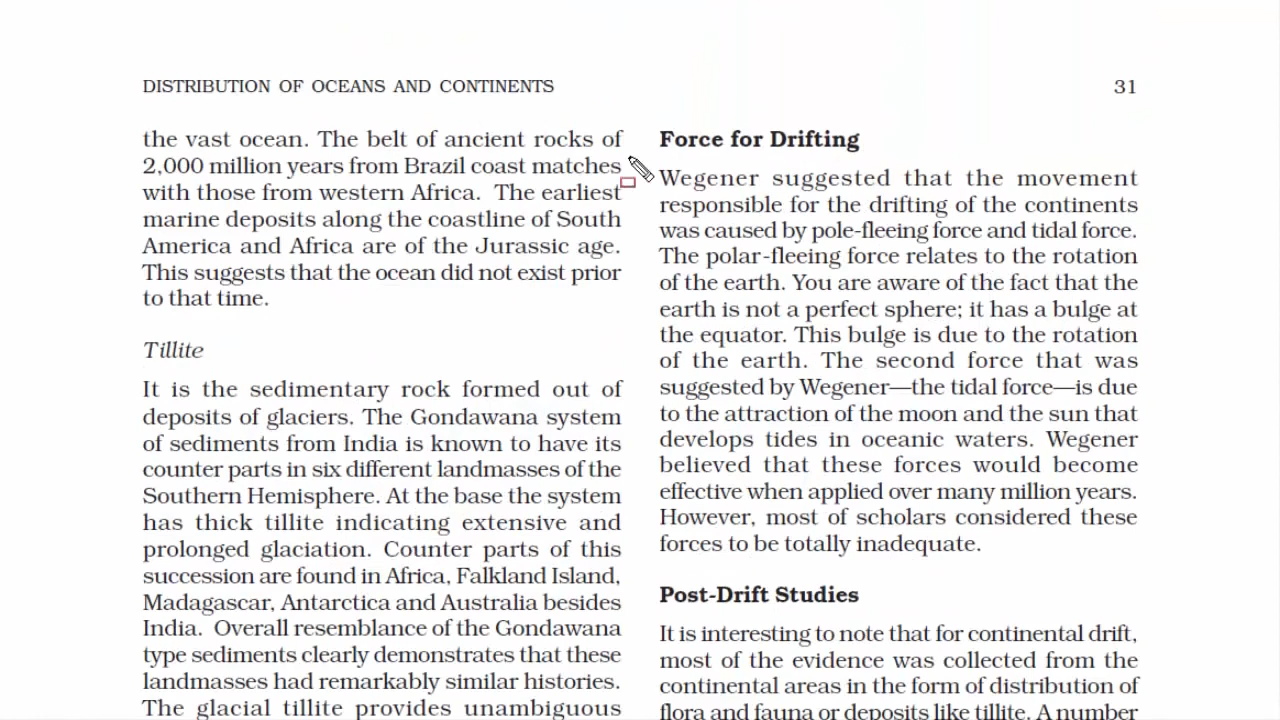 DISTRIBUTION OF OCEANS AND CONTINENTS 31
the vast ocean. The belt of ancient rocks of
2,000 million years from Brazil coast matches
with those from western Africa. The earliest
marine deposits along the coastline of South
America and Africa are of the Jurassic age.
This suggests that the ocean did not exist prior
to that time.
Tillite
It is the sedimentary rock formed out of
deposits of glaciers. The Gondawana system
of sediments from India is known to have its
counter parts in six different landmasses of the
Southern Hemisphere. At the base the system
has thick tillite indicating extensive and
prolonged glaciation. Counter parts of this
succession are found in Africa, Falkland Island,
Madagascar, Antarctica and Australia besides
India. Overall resemblance of the Gondawana
type sediments clearly demonstrates that these
landmasses had remarkably similar histories.
The glacial tillite provides unambiguous
Force for Drifting
Wegener suggested that the movement
responsible for the drifting of the continents
was caused by pole-fleeing force and tidal force.
The polar-fleeing force relates to the rotation
of the earth. You are aware of the fact that the
earth is not a perfect sphere; it has a bulge at
the equator. This bulge is due to the rotation
of the earth. The second force that was
suggested by Wegener—the tidal force—is due
to the attraction of the moon and the sun that
develops tides in oceanic waters. Wegener
believed that these forces would become
effective when applied over many million years.
However, most of scholars considered these
forces to be totally inadequate.
Post-Drift Studies
It is interesting to note that for continental drift,
most of the evidence was collected from the
continental areas in the form of distribution of
flora and fauna or deposits like tillite. A number